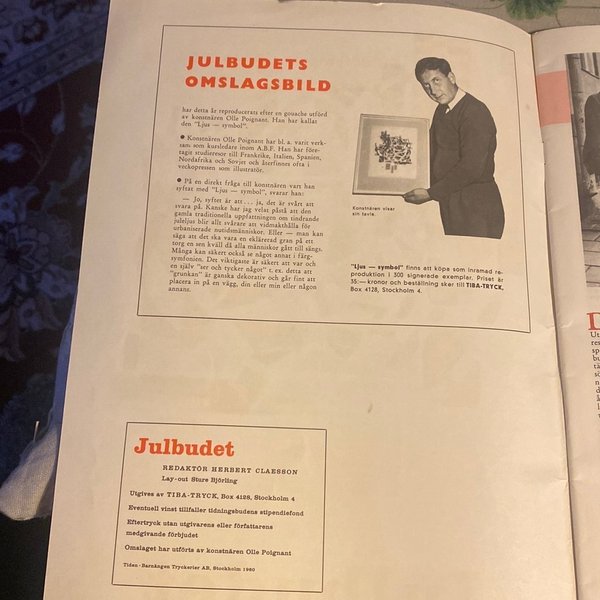 JULBUDETS
OMSLAGSBILD
har detta år reproducerats efter en gouache utförd
av konstnären Olle Poignant. Han har kallat
den "Ljus — symbol".
● Konstnären Olle Poignant har bl. a. varit verk-
sam som kursledare inom A.B.F. Han har före-
tagit studieresor till Frankrike, Italien, Spanien,
Nordafrika och Sovjet och återfinnes ofta i
veckopressen som illustratör.
● På en direkt fråga till konstnären vart han
syftat med "Ljus — symbol", svarar han:
— Jo, syftet är att... ja, det är svårt att
svara på. Kanske har jag velat påstå att den
gamla traditionella uppfattningen om tindrande
juleljus blir allt svårare att vidmakthålla för
urbaniserade nutidsmänniskor. Eller — man kan
säga att det ska vara en eklärerad gran på ett
torg en sen kväll då alla människor gått till sängs.
Många kan säkert också se något annat i färg-
symfonien. Det viktigaste är säkert att var och
en själv "ser och tycker något" t. ex. detta att
"grunkan" är ganska dekorativ och går fint att
placera in på en vägg, din eller min eller någon
annans.
Konstnären visar
sin tavla.
"Ljus — symbol" finns att köpa som inramad re-
produktion i 300 signerade exemplar. Priset är
35:— kronor och beställning sker till TIBA-TRYCK,
Box 4128, Stockholm 4.
Julbudet
REDAKTÖR HERBERT CLAESSON
Lay-out Sture Björling
Utgives av TIBA-TRYCK, Box 4128, Stockholm 4
Eventuell vinst tillfaller tidningsbudens stipendiefond
Eftertryck utan utgivarens eller författarens
medgivande förbjudet
Omslaget har utförts av konstnären Olle Poignant
Tiden-Barnängen Tryckerier AB, Stockholm 1960